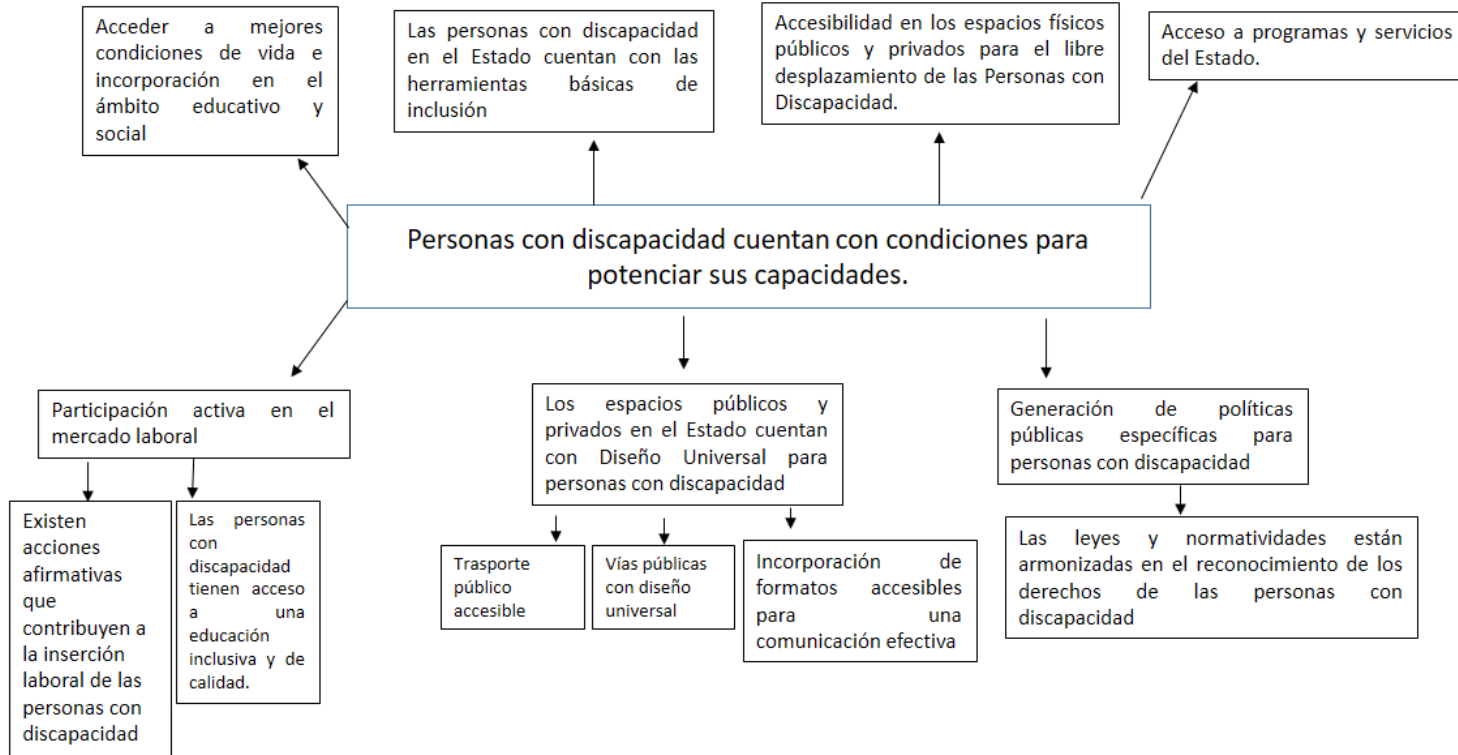 Acceder a mejores
condiciones de vida e
incorporación en el
ámbito educativo y
social
Las personas con discapacidad
en el Estado cuentan con las
herramientas básicas de
inclusión
Accesibilidad en los espacios físicos
públicos y privados para el libre
desplazamiento de las Personas con
Discapacidad.
Acceso a programas y servicios
del Estado.
Personas con discapacidad cuentan con condiciones para
potenciar sus capacidades.
Participación activa en el
mercado laboral
Los espacios públicos y
privados en el Estado cuentan
con Diseño Universal para
personas con discapacidad
Generación de políticas
públicas específicas para
personas con discapacidad
Existen
acciones
afirmativas
que
contribuyen a
la inserción
laboral de las
personas con
discapacidad
Las personas
con
discapacidad
tienen acceso
a una
educación
inclusiva y de
calidad.
Trasporte
público
accesible
Vías públicas
con diseño
universal
Incorporación de
formatos accesibles
para una
comunicación efectiva
Las leyes y normatividades están
armonizadas en el reconocimiento de los
derechos de las personas con
discapacidad